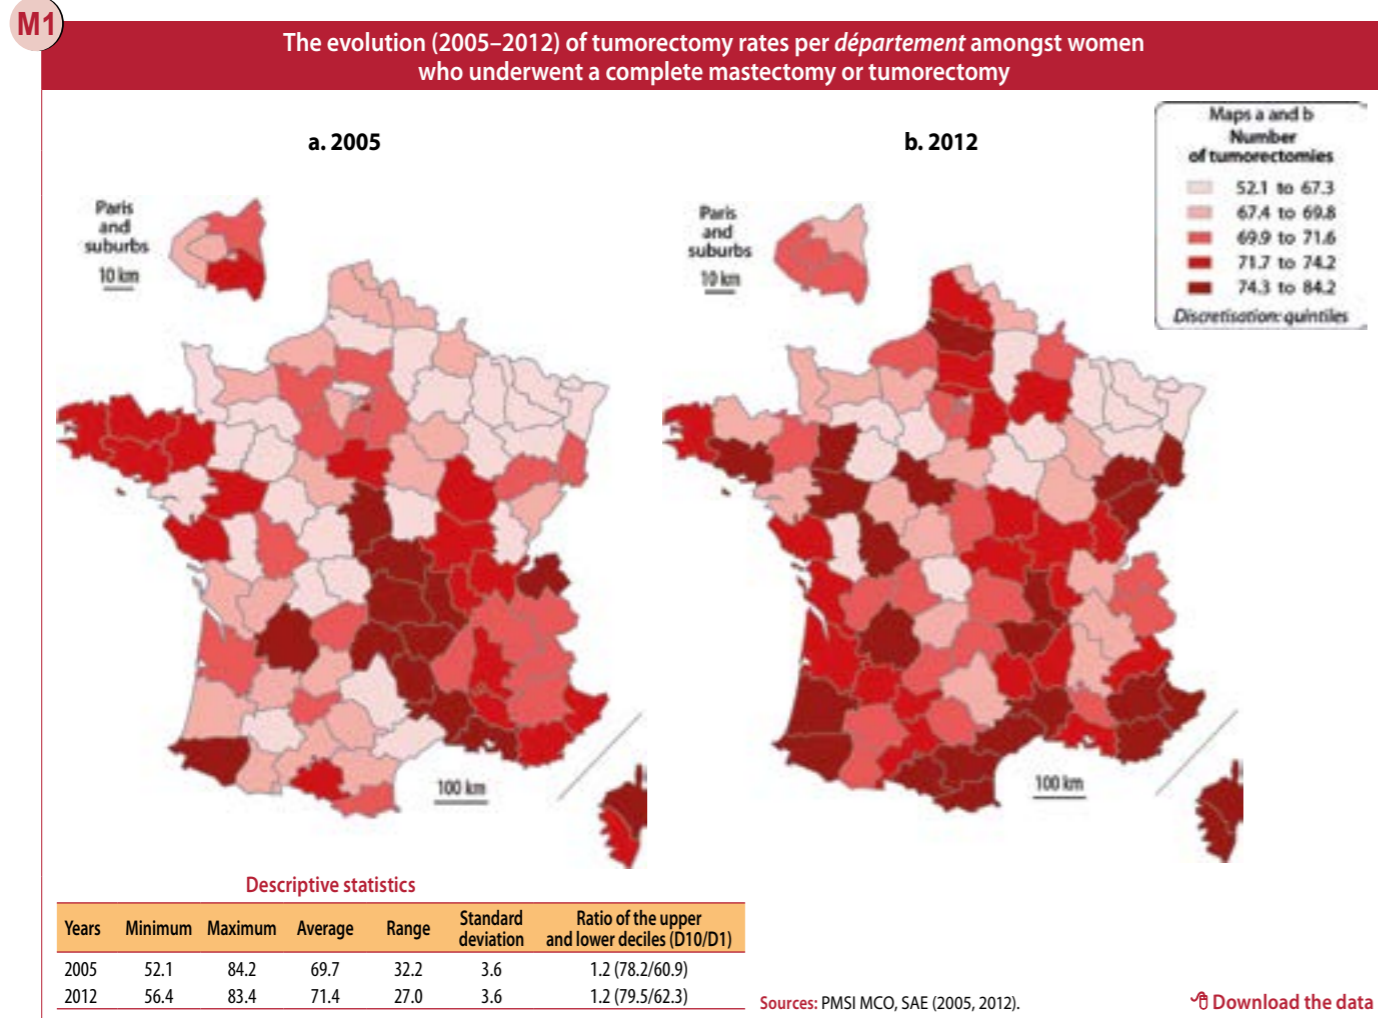 M1
The evolution (2005–2012) of tumorectomy rates per département amongst women
who underwent a complete mastectomy or tumorectomy
a. 2005
b. 2012
Maps a and b
Number
of tumorectomies
52.1 to 67.3
67.4 to 69.8
69.9 to 71.6
71.7 to 74.2
74.3 to 84.2
Discretisation: quintiles
Paris
and
suburbs
10 km
Paris
and
suburbs
10 km
100 km
100 km
Descriptive statistics
Years Minimum Maximum Average Range Standard deviation Ratio of the upper and lower deciles (D10/D1)
2005 52.1 84.2 69.7 32.2 3.6 1.2 (78.2/60.9)
2012 56.4 83.4 71.4 27.0 3.6 1.2 (79.5/62.3)
Sources: PMSI MCO, SAE (2005, 2012).
Download the data